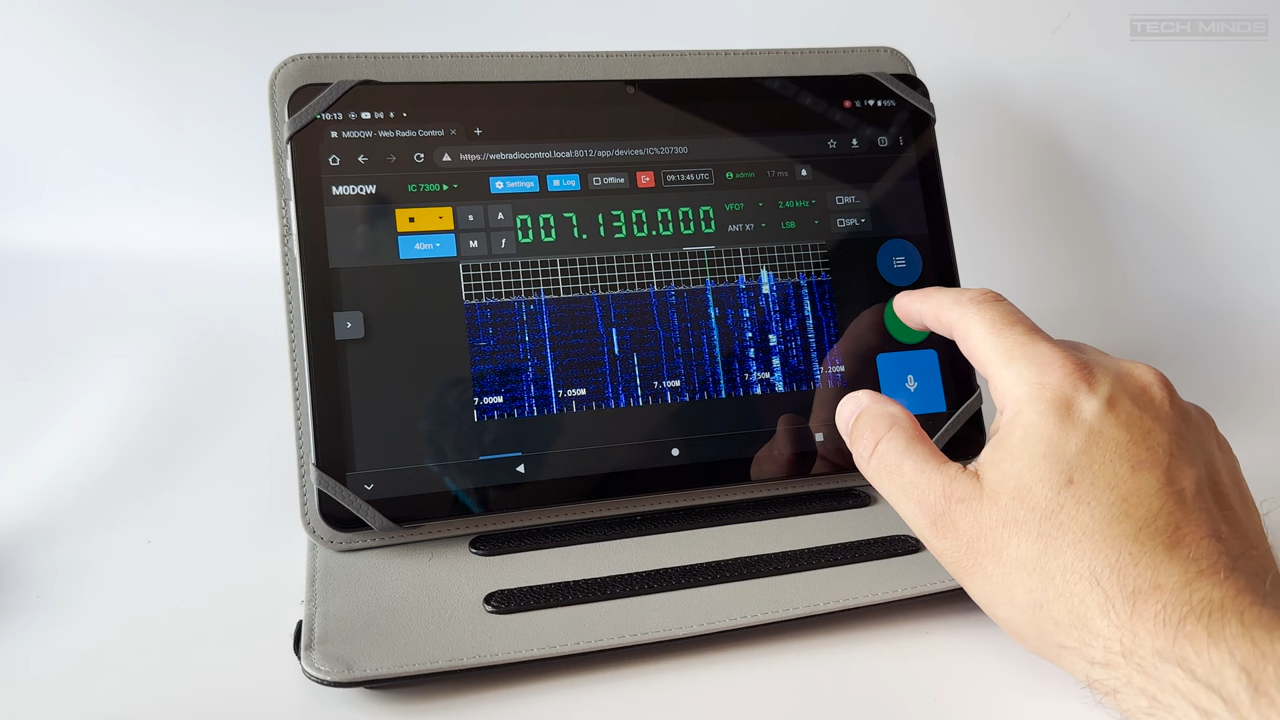 TECH MINDS
10:13
95%
M0DQW - Web Radio Control
https://webradiocontrol.local:8012/app/devices/IC%207300
M0DQW
IC 7300
Settings
Log
Offline
09:13:45 UTC
admin
17 ms
S
A
007.130.000
VFO?
2.40 kHz
RIT...
40m
M
f
ANT X?
LSB
SPL
7.000M
7.050M
7.100M
7.150M
7.200M